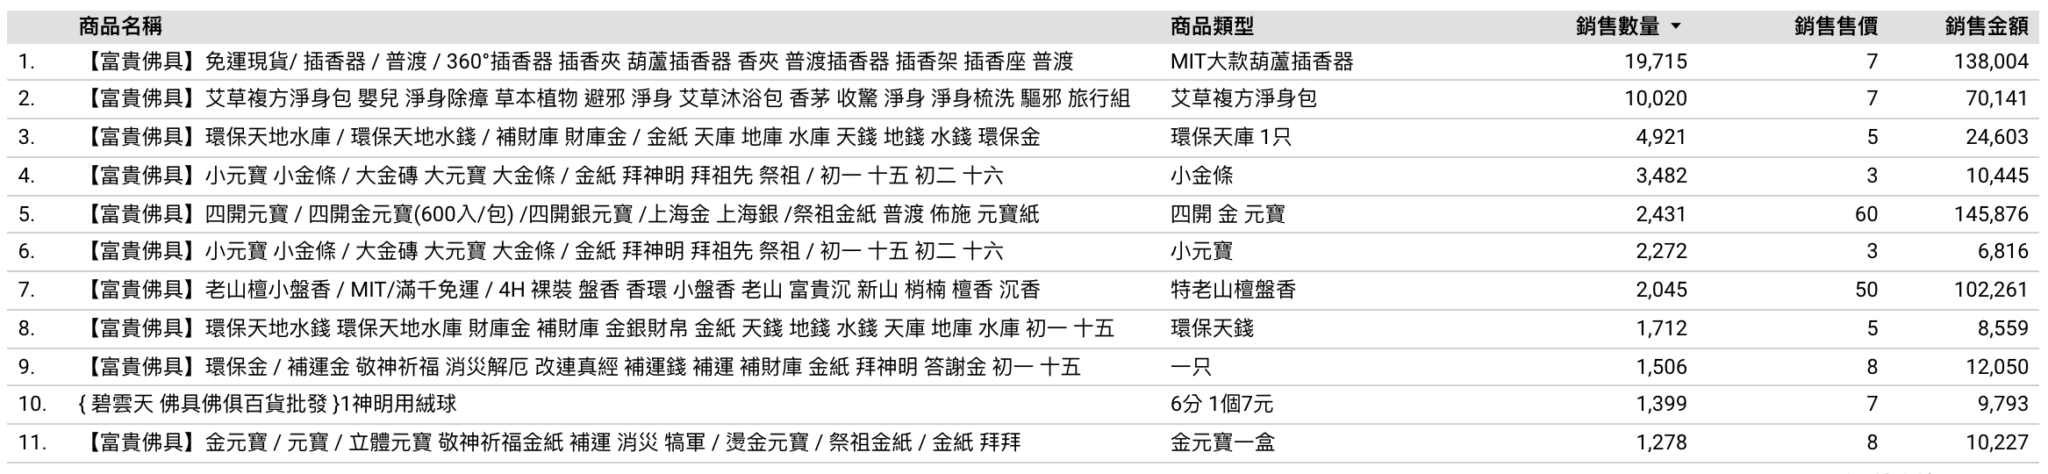 商品名稱 商品類型 銷售數量 銷售售價 銷售金額
1. 【富貴佛具】免運現貨/ 插香器 / 普渡 / 360°插香器 插香夾 葫蘆插香器 香夾 普渡插香器 插香架 插香座 普渡 MIT大款葫蘆插香器 19,715 7 138,004
2. 【富貴佛具】艾草複方淨身包 嬰兒 淨身除瘴 草本植物 避邪 淨身 艾草沐浴包 香茅 收驚 淨身 淨身梳洗 驅邪 旅行組 艾草複方淨身包 10,020 7 70,141
3. 【富貴佛具】環保天地水庫 / 環保天地水錢 / 補財庫 財庫金 / 金紙 天庫 地庫 水庫 天錢 地錢 水錢 環保金 環保天庫 1只 4,921 5 24,603
4. 【富貴佛具】小元寶 小金條 / 大金磚 大元寶 大金條 / 金紙 拜神明 拜祖先 祭祖 / 初一 十五 初二 十六 小金條 3,482 3 10,445
5. 【富貴佛具】四開元寶 / 四開金元寶(600入/包) /四開銀元寶 /上海金 上海銀 /祭祖金紙 普渡 佈施 元寶紙 四開 金 元寶 2,431 60 145,876
6. 【富貴佛具】小元寶 小金條 / 大金磚 大元寶 大金條 / 金紙 拜神明 拜祖先 祭祖 / 初一 十五 初二 十六 小元寶 2,272 3 6,816
7. 【富貴佛具】老山檀小盤香 / MIT/滿千免運 / 4H 裸裝 盤香 香環 小盤香 老山 富貴沉 新山 梢楠 檀香 沉香 特老山檀盤香 2,045 50 102,261
8. 【富貴佛具】環保天地水錢 環保天地水庫 財庫金 補財庫 金銀財帛 金紙 天錢 地錢 水錢 天庫 地庫 水庫 初一 十五 環保天錢 1,712 5 8,559
9. 【富貴佛具】環保金 / 補運金 敬神祈福 消災解厄 改連真經 補運錢 補運 補財庫 金紙 拜神明 答謝金 初一 十五 一只 1,506 8 12,050
10. { 碧雲天 佛具佛俱百貨批發 }1神明用絨球 6分 1個7元 1,399 7 9,793
11. 【富貴佛具】金元寶 / 元寶 / 立體元寶 敬神祈福金紙 補運 消災 犒軍 / 燙金元寶 / 祭祖金紙 / 金紙 拜拜 金元寶一盒 1,278 8 10,227